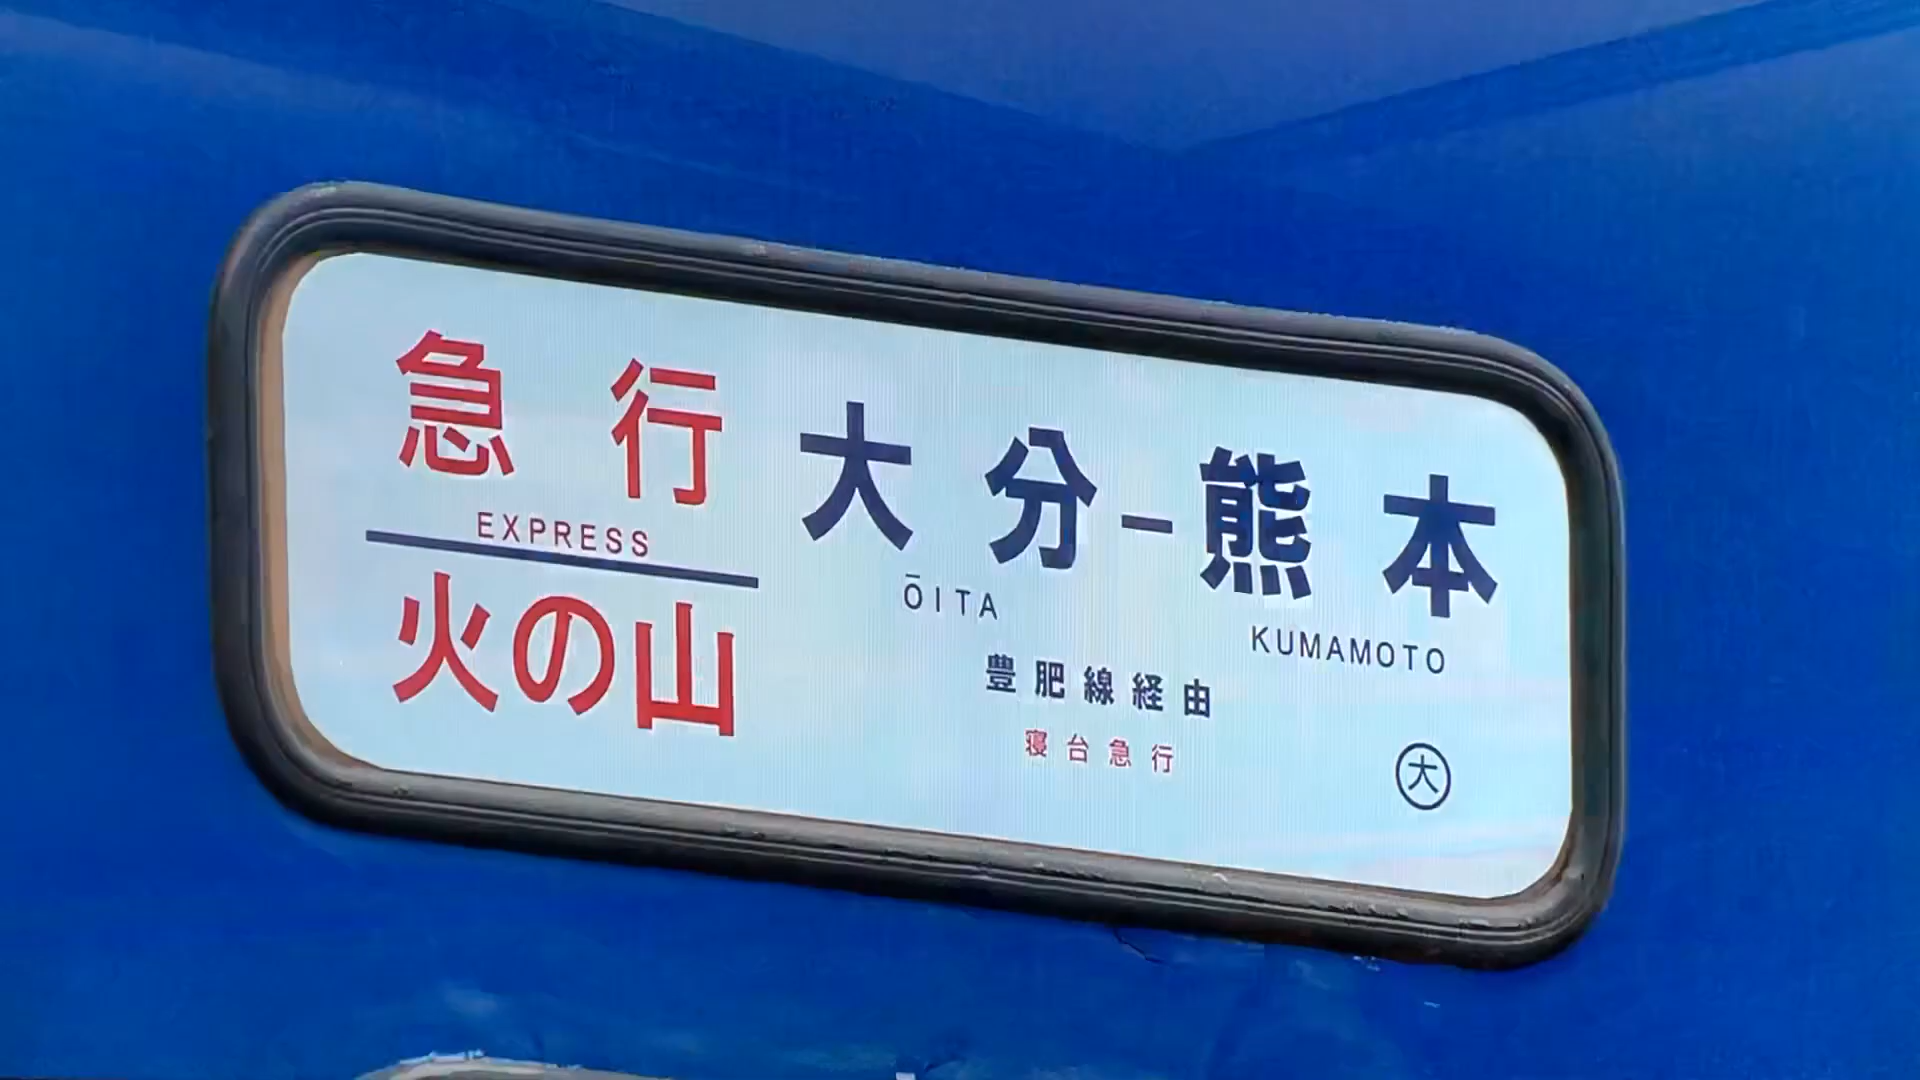 急行
EXPRESS
火の山
大分－熊本
ŌITA
KUMAMOTO
豊肥線経由
寝台急行
大